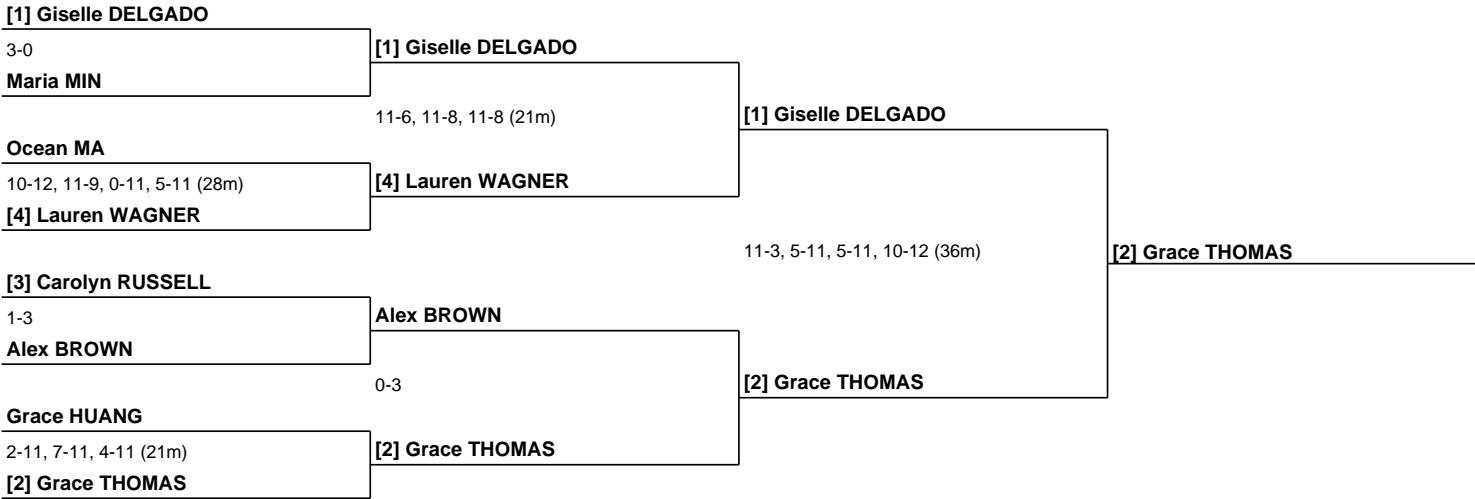 [1] Giselle DELGADO
3-0
[1] Giselle DELGADO
Maria MIN
11-6, 11-8, 11-8 (21m)
[1] Giselle DELGADO
Ocean MA
10-12, 11-9, 0-11, 5-11 (28m)
[4] Lauren WAGNER
[4] Lauren WAGNER
11-3, 5-11, 5-11, 10-12 (36m)
[2] Grace THOMAS
[3] Carolyn RUSSELL
1-3
Alex BROWN
Alex BROWN
0-3
[2] Grace THOMAS
Grace HUANG
2-11, 7-11, 4-11 (21m)
[2] Grace THOMAS
[2] Grace THOMAS